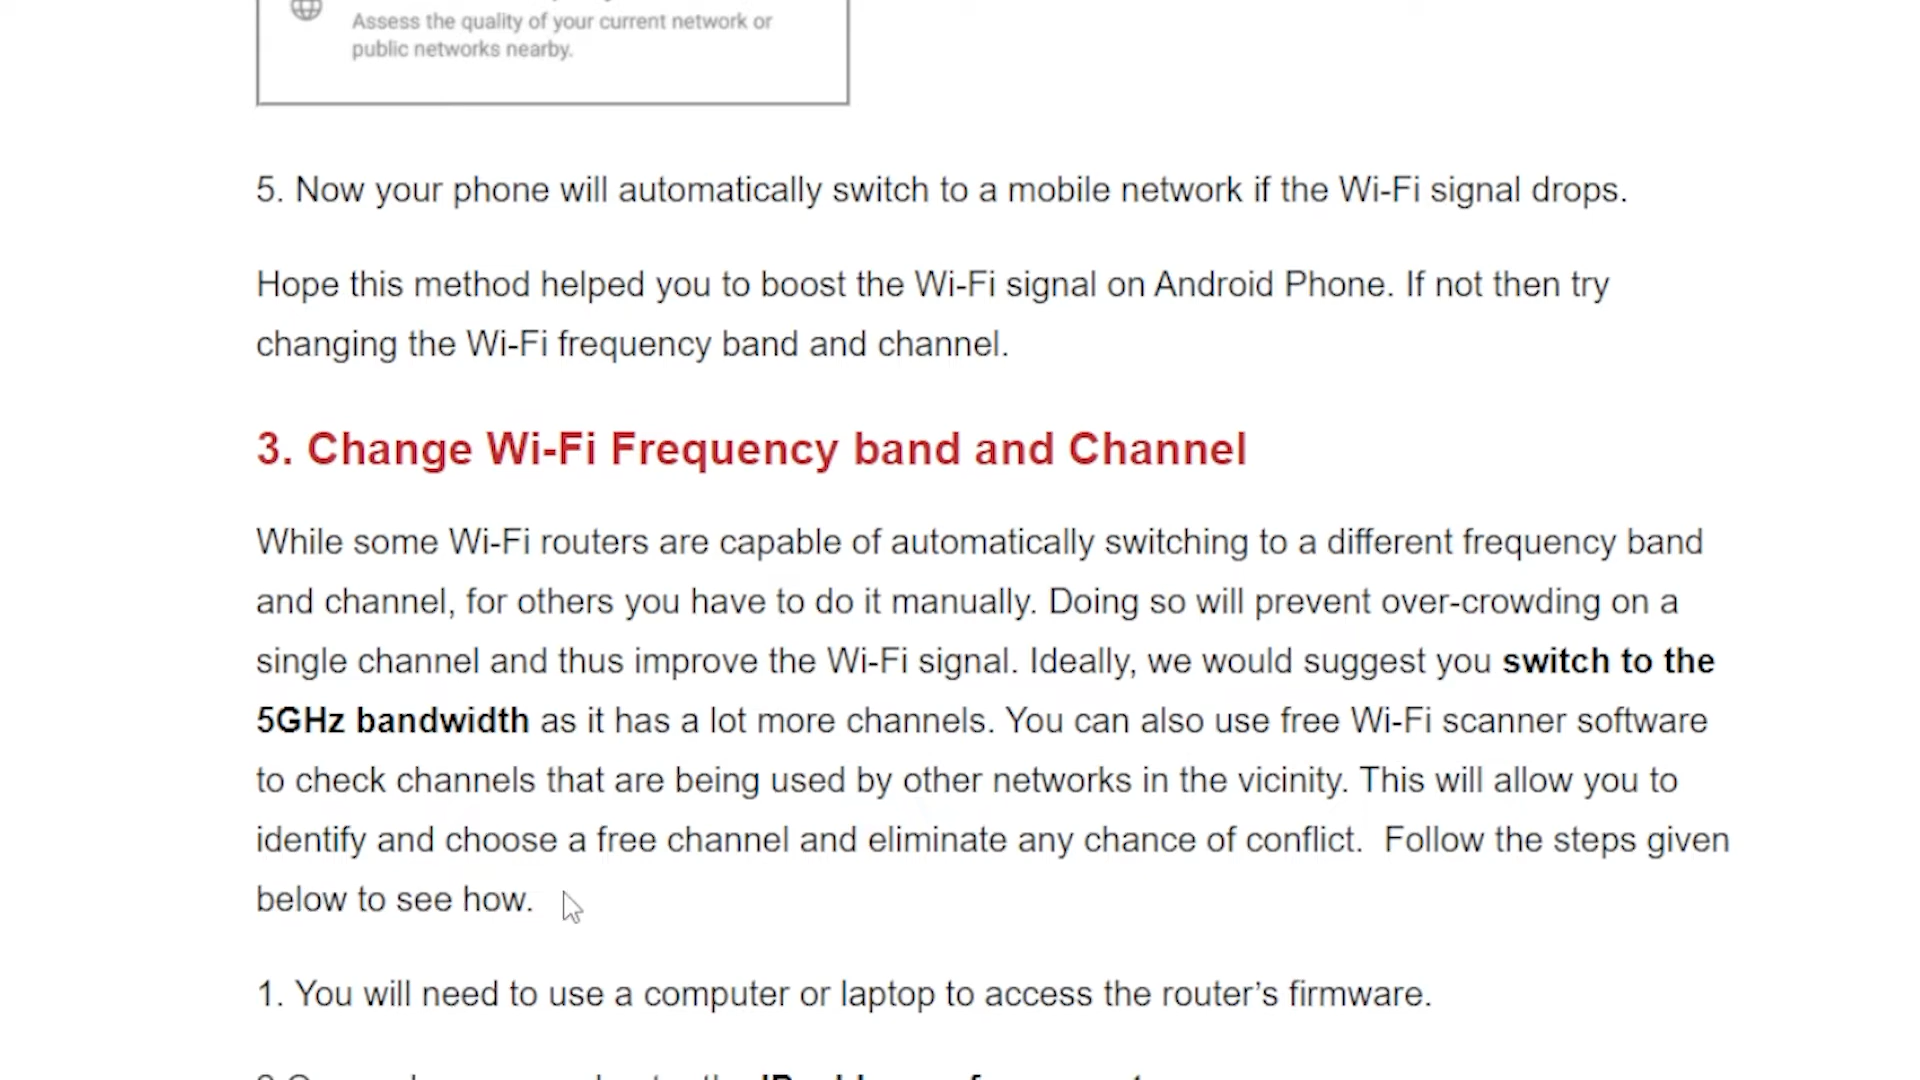 Assess the quality of your current network or
public networks nearby.
5. Now your phone will automatically switch to a mobile network if the Wi-Fi signal drops.
Hope this method helped you to boost the Wi-Fi signal on Android Phone. If not then try
changing the Wi-Fi frequency band and channel.
3. Change Wi-Fi Frequency band and Channel
While some Wi-Fi routers are capable of automatically switching to a different frequency band
and channel, for others you have to do it manually. Doing so will prevent over-crowding on a
single channel and thus improve the Wi-Fi signal. Ideally, we would suggest you switch to the
5GHz bandwidth as it has a lot more channels. You can also use free Wi-Fi scanner software
to check channels that are being used by other networks in the vicinity. This will allow you to
identify and choose a free channel and eliminate any chance of conflict.  Follow the steps given
below to see how.
1. You will need to use a computer or laptop to access the router’s firmware.